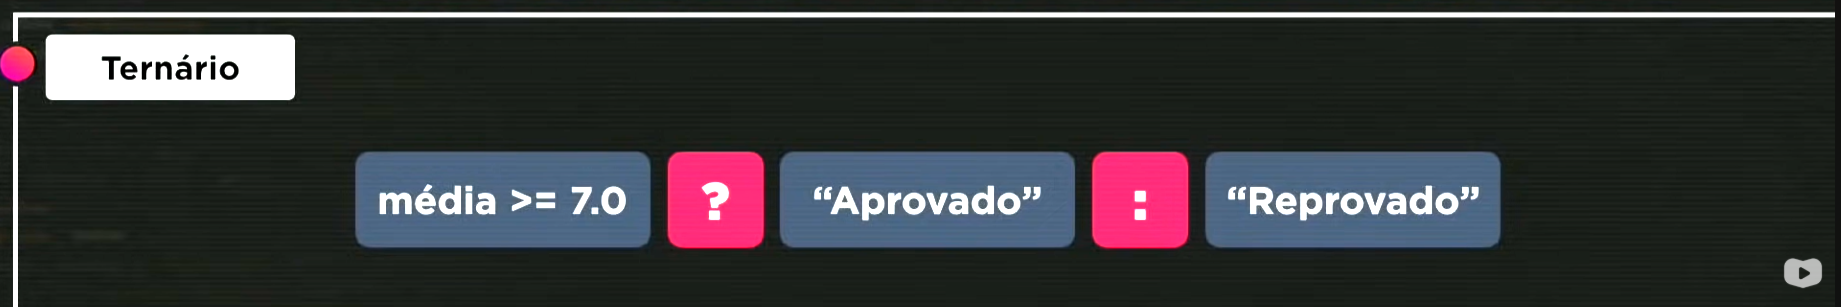 Ternário
média >= 7.0 ? “Aprovado” : “Reprovado”